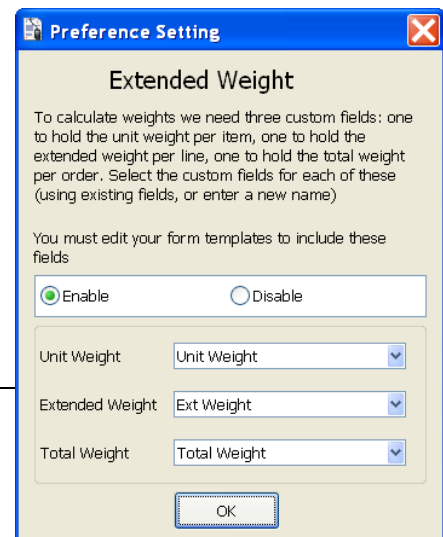 Preference Setting
Extended Weight
To calculate weights we need three custom fields: one
to hold the unit weight per item, one to hold the
extended weight per line, one to hold the total weight
per order. Select the custom fields for each of these
(using existing fields, or enter a new name)
You must edit your form templates to include these
fields
Enable Disable
Unit Weight Unit Weight
Extended Weight Ext Weight
Total Weight Total Weight
OK